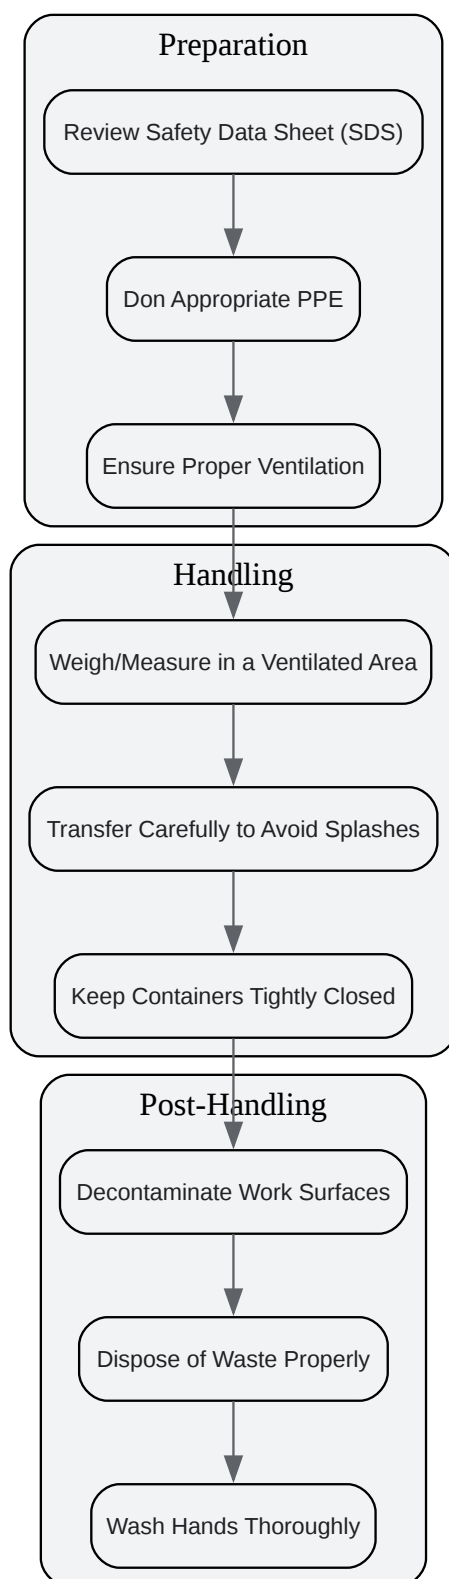 Preparation
Review Safety Data Sheet (SDS)
Don Appropriate PPE
Ensure Proper Ventilation
Handling
Weigh/Measure in a Ventilated Area
Transfer Carefully to Avoid Splashes
Keep Containers Tightly Closed
Post-Handling
Decontaminate Work Surfaces
Dispose of Waste Properly
Wash Hands Thoroughly